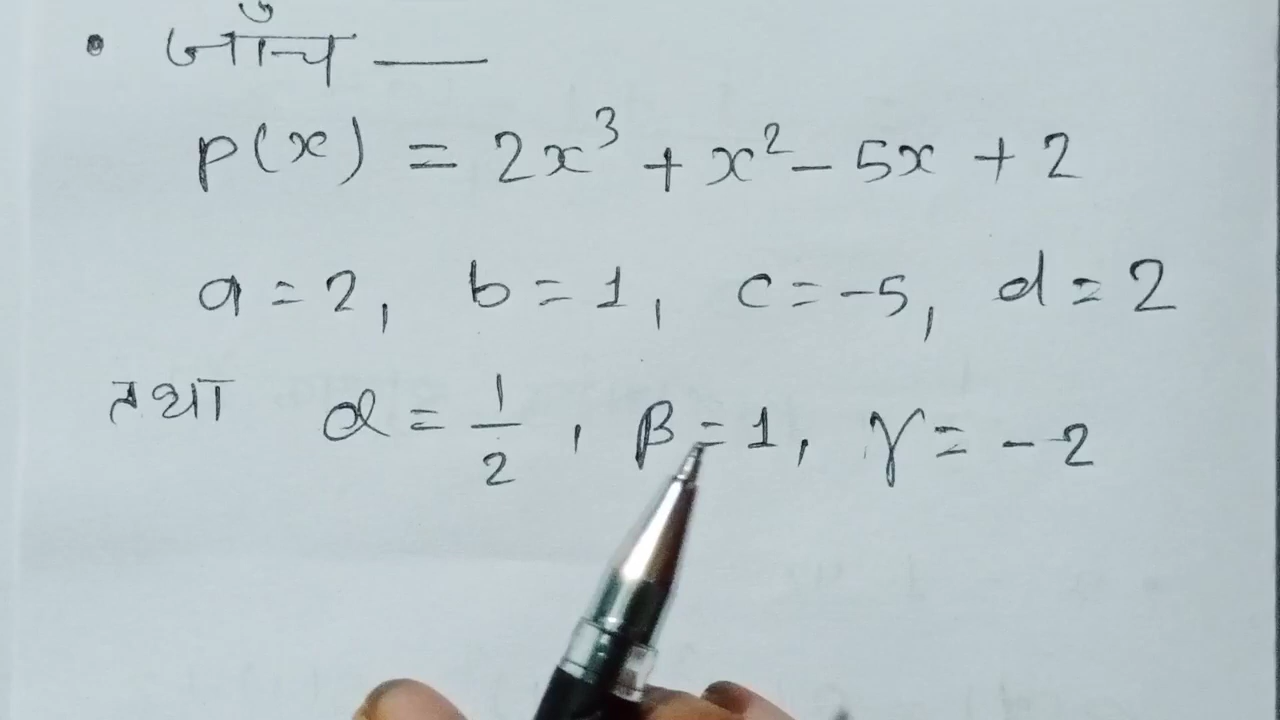 • जाँच —
p(x) = 2x³ + x² - 5x + 2
a = 2, b = 1, c = -5, d = 2
तथा α = 1/2, β = 1, γ = -2